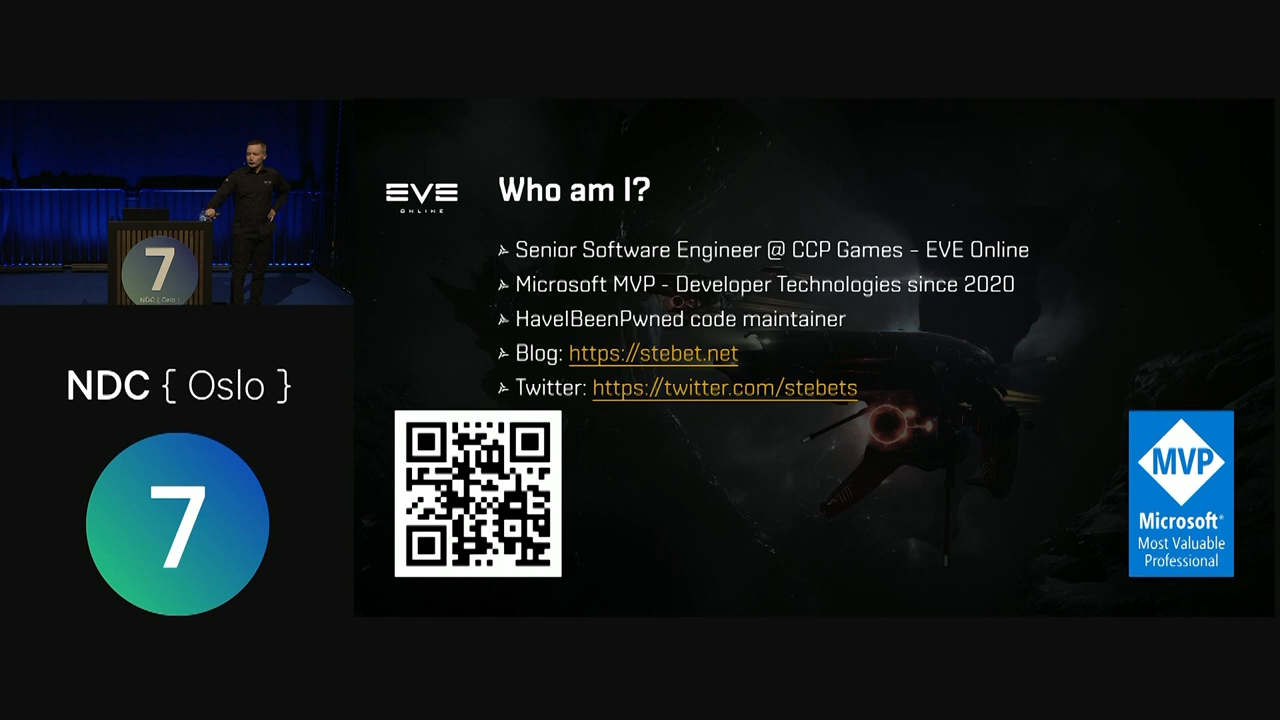 7
NDC { Oslo }
NDC { Oslo }
7
EVE
ONLINE
Who am I?
Senior Software Engineer @ CCP Games - EVE Online
Microsoft MVP - Developer Technologies since 2020
HaveIBeenPwned code maintainer
Blog: https://stebet.net
Twitter: https://twitter.com/stebets
MVP
Microsoft®
Most Valuable
Professional